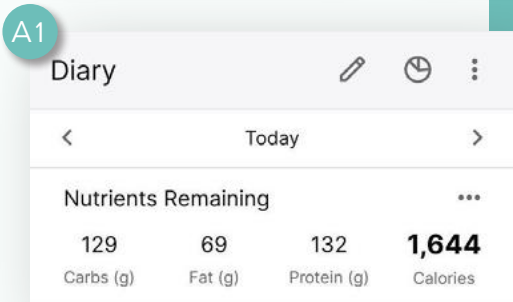 A1
Diary
Today
Nutrients Remaining
129 69 132 1,644
Carbs (g) Fat (g) Protein (g) Calories